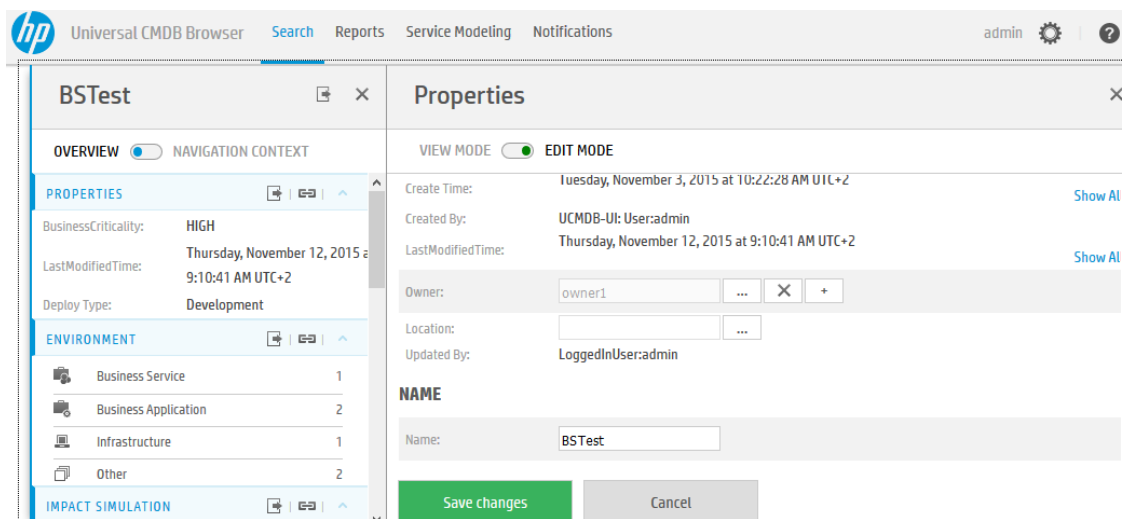 hp Universal CMDB Browser Search Reports Service Modeling Notifications admin ?
BSTest
OVERVIEW NAVIGATION CONTEXT
PROPERTIES
BusinessCriticality: HIGH
LastModifiedTime: Thursday, November 12, 2015 a
9:10:41 AM UTC+2
Deploy Type: Development
ENVIRONMENT
Business Service 1
Business Application 2
Infrastructure 1
Other 2
IMPACT SIMULATION
Properties
VIEW MODE EDIT MODE
Create Time: Tuesday, November 3, 2015 at 10:22:28 AM UTC+2
Show All
Created By: UCMDB-UI: User:admin
LastModifiedTime: Thursday, November 12, 2015 at 9:10:41 AM UTC+2
Show All
Owner: owner1 ... +
Location: ...
Updated By: LoggedInUser:admin
NAME
Name: BSTest
Save changes Cancel